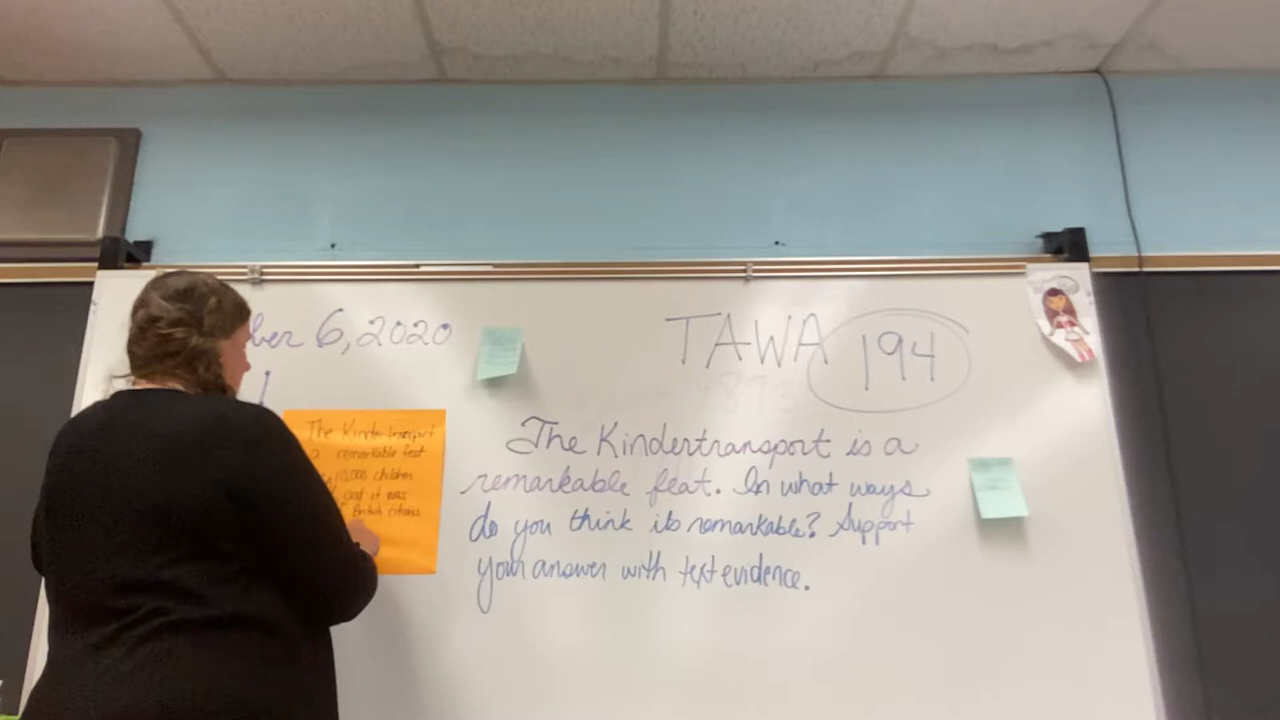 ber 6, 2020
TAWA 194
The Kindertransport
a remarkable feat
10,000 children
and it was
British citizens
The Kindertransport is a
remarkable feat. In what ways
do you think its remarkable? Support
your answer with text evidence.